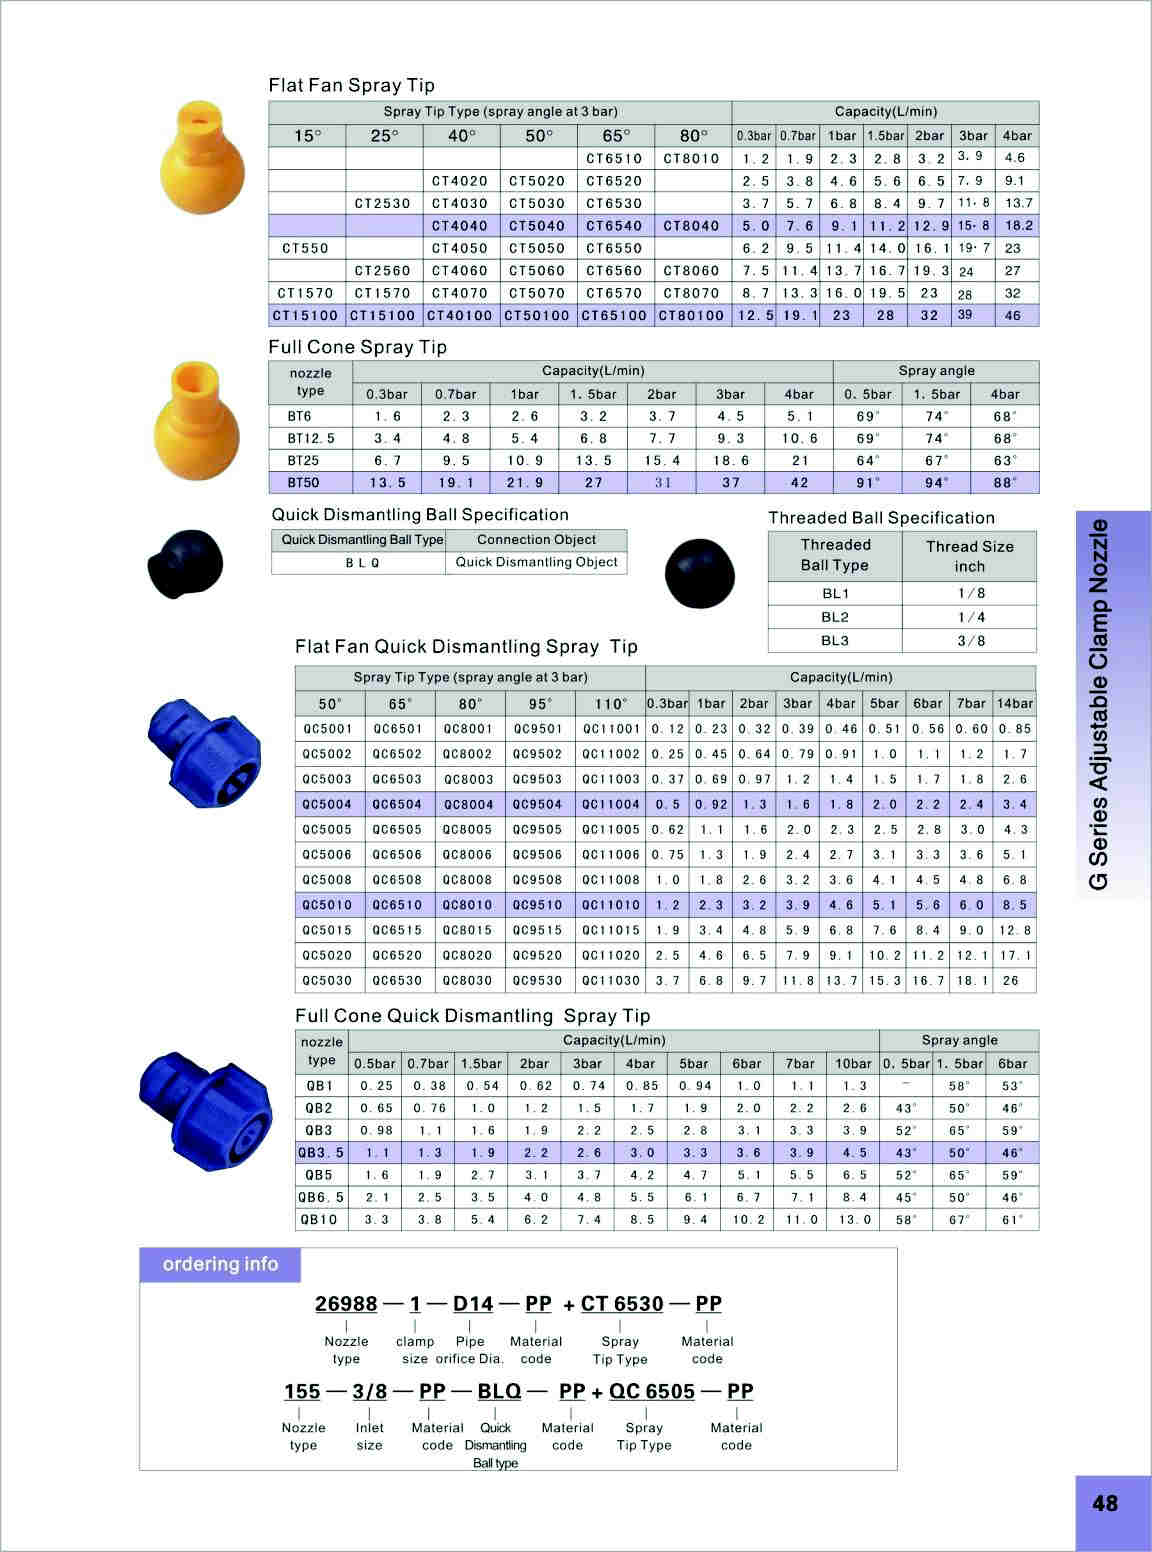 Flat Fan Spray Tip
Spray Tip Type (spray angle at 3 bar) Capacity(L/min)
15° 25° 40° 50° 65° 80° 0.3bar 0.7bar 1bar 1.5bar 2bar 3bar 4bar
CT6510 CT8010 1.2 1.9 2.3 2.8 3.2 3.9 4.6
CT4020 CT5020 CT6520 2.5 3.8 4.6 5.6 6.5 7.9 9.1
CT2530 CT4030 CT5030 CT6530 3.7 5.7 6.8 8.4 9.7 11.8 13.7
CT4040 CT5040 CT6540 CT8040 5.0 7.6 9.1 11.2 12.9 15.8 18.2
CT550 CT4050 CT5050 CT6550 6.2 9.5 11.4 14.0 16.1 19.7 23
CT2560 CT4060 CT5060 CT6560 CT8060 7.5 11.4 13.7 16.7 19.3 24 27
CT1570 CT1570 CT4070 CT5070 CT6570 CT8070 8.7 13.3 16.0 19.5 23 28 32
CT15100 CT15100 CT40100 CT50100 CT65100 CT80100 12.5 19.1 23 28 32 39 46
Full Cone Spray Tip
nozzle type Capacity(L/min) Spray angle
0.3bar 0.7bar 1bar 1.5bar 2bar 3bar 4bar 0.5bar 1.5bar 4bar
BT6 1.6 2.3 2.6 3.2 3.7 4.5 5.1 69° 74° 68°
BT12.5 3.4 4.8 5.4 6.8 7.7 9.3 10.6 69° 74° 68°
BT25 6.7 9.5 10.9 13.5 15.4 18.6 21 64° 67° 63°
BT50 13.5 19.1 21.9 27 31 37 42 91° 94° 88°
Quick Dismantling Ball Specification
Quick Dismantling Ball Type Connection Object
BLQ Quick Dismantling Object
Threaded Ball Specification
Threaded Ball Type Thread Size inch
BL1 1/8
BL2 1/4
BL3 3/8
Flat Fan Quick Dismantling Spray Tip
Spray Tip Type (spray angle at 3 bar) Capacity(L/min)
50° 65° 80° 95° 110° 0.3bar 1bar 2bar 3bar 4bar 5bar 6bar 7bar 14bar
QC5001 QC6501 QC8001 QC9501 QC11001 0.12 0.23 0.32 0.39 0.46 0.51 0.56 0.60 0.85
QC5002 QC6502 QC8002 QC9502 QC11002 0.25 0.45 0.64 0.79 0.91 1.0 1.1 1.2 1.7
QC5003 QC6503 QC8003 QC9503 QC11003 0.37 0.69 0.97 1.2 1.4 1.5 1.7 1.8 2.6
QC5004 QC6504 QC8004 QC9504 QC11004 0.5 0.92 1.3 1.6 1.8 2.0 2.2 2.4 3.4
QC5005 QC6505 QC8005 QC9505 QC11005 0.62 1.1 1.6 2.0 2.3 2.5 2.8 3.0 4.3
QC5006 QC6506 QC8006 QC9506 QC11006 0.75 1.3 1.9 2.4 2.7 3.1 3.3 3.6 5.1
QC5008 QC6508 QC8008 QC9508 QC11008 1.0 1.8 2.6 3.2 3.6 4.1 4.5 4.8 6.8
QC5010 QC6510 QC8010 QC9510 QC11010 1.2 2.3 3.2 3.9 4.6 5.1 5.6 6.0 8.5
QC5015 QC6515 QC8015 QC9515 QC11015 1.9 3.4 4.8 5.9 6.8 7.6 8.4 9.0 12.8
QC5020 QC6520 QC8020 QC9520 QC11020 2.5 4.6 6.5 7.9 9.1 10.2 11.2 12.1 17.1
QC5030 QC6530 QC8030 QC9530 QC11030 3.7 6.8 9.7 11.8 13.7 15.3 16.7 18.1 26
Full Cone Quick Dismantling Spray Tip
nozzle type Capacity(L/min) Spray angle
0.5bar 0.7bar 1.5bar 2bar 3bar 4bar 5bar 6bar 7bar 10bar 0.5bar 1.5bar 6bar
QB1 0.25 0.38 0.54 0.62 0.74 0.85 0.94 1.0 1.1 1.3 – 58° 53°
QB2 0.65 0.76 1.0 1.2 1.5 1.7 1.9 2.0 2.2 2.6 43° 50° 46°
QB3 0.98 1.1 1.6 1.9 2.2 2.5 2.8 3.1 3.3 3.9 52° 65° 59°
QB3.5 1.1 1.3 1.9 2.2 2.6 3.0 3.3 3.6 3.9 4.5 43° 50° 46°
QB5 1.6 1.9 2.7 3.1 3.7 4.2 4.7 5.1 5.5 6.5 52° 65° 59°
QB6.5 2.1 2.5 3.5 4.0 4.8 5.5 6.1 6.7 7.1 8.4 45° 50° 46°
QB10 3.3 3.8 5.4 6.2 7.4 8.5 9.4 10.2 11.0 13.0 58° 67° 61°
ordering info
26988 — 1 — D14 — PP + CT 6530 — PP
Nozzle clamp Pipe Material Spray Material
type size orifice Dia. code Tip Type code
155 — 3/8 — PP — BLQ — PP + QC 6505 — PP
Nozzle Inlet Material Quick Material Spray Material
type size code Dismantling code Tip Type code
Ball type
G Series Adjustable Clamp Nozzle
48